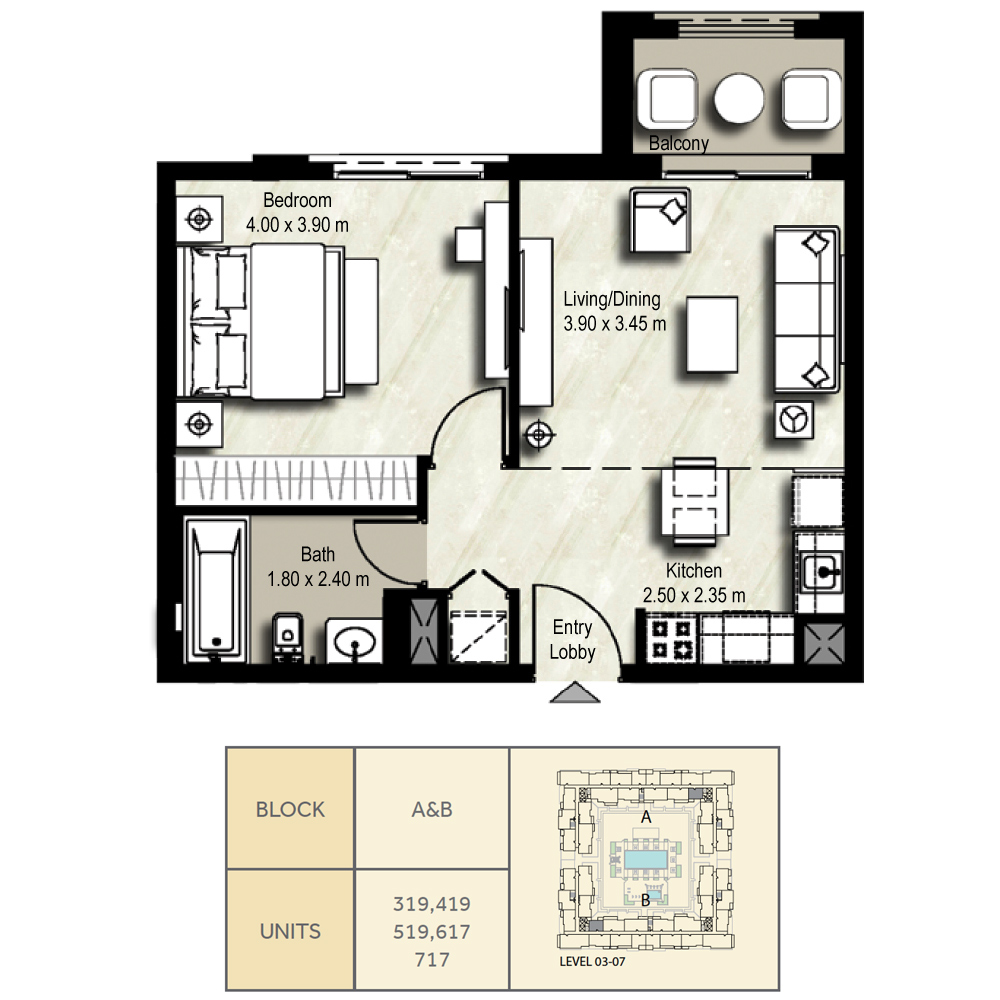 Balcony
Bedroom
4.00 x 3.90 m
Living/Dining
3.90 x 3.45 m
Bath
1.80 x 2.40 m
Kitchen
2.50 x 2.35 m
Entry
Lobby
BLOCK
A&B
UNITS
319,419
519,617
717
A
B
LEVEL 03-07